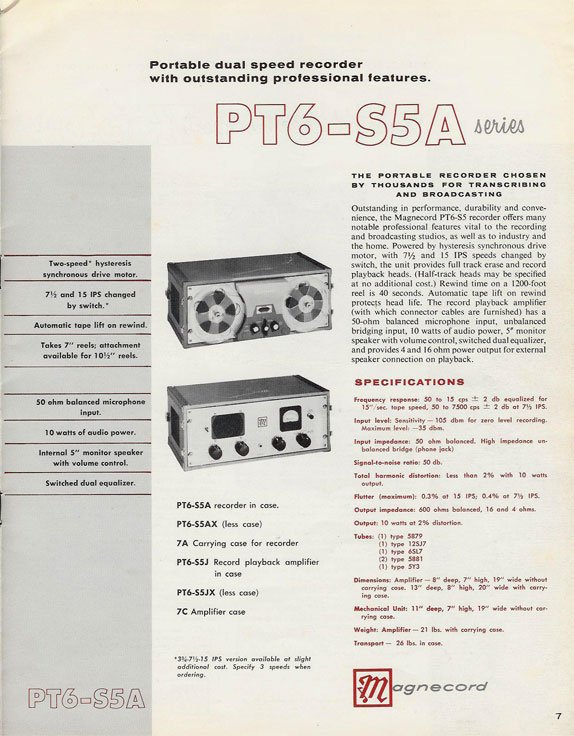 Portable dual speed recorder
with outstanding professional features.
PT6-S5A series
THE PORTABLE RECORDER CHOSEN
BY THOUSANDS FOR TRANSCRIBING
AND BROADCASTING
Outstanding in performance, durability and conve-
nience, the Magnecord PT6-S5 recorder offers many
notable professional features vital to the recording
and broadcasting studios, as well as to industry and
the home. Powered by hysteresis synchronous drive
motor, with 7½ and 15 IPS speeds changed by
switch, the unit provides full track erase and record
playback heads. (Half-track heads may be specified
at no additional cost.) Rewind time on a 1200-foot
reel is 40 seconds. Automatic tape lift on rewind
protects head life. The record playback amplifier
(with which connector cables are furnished) has a
50-ohm balanced microphone input, unbalanced
bridging input, 10 watts of audio power, 5" monitor
speaker with volume control, switched dual equalizer,
and provides 4 and 16 ohm power output for external
speaker connection on playback.
Two-speed* hysteresis
synchronous drive motor.
7½ and 15 IPS changed
by switch.*
Automatic tape lift on rewind.
Takes 7" reels; attachment
available for 10½" reels.
50 ohm balanced microphone
input.
10 watts of audio power.
Internal 5" monitor speaker
with volume control.
Switched dual equalizer.
PT6-S5A recorder in case.
PT6-S5AX (less case)
7A Carrying case for recorder
PT6-S5J Record playback amplifier
in case
PT6-S5JX (less case)
7C Amplifier case
*3¾-7½-15 IPS version available at slight
additional cost. Specify 3 speeds when
ordering.
SPECIFICATIONS
Frequency response: 50 to 15 cps ± 2 db equalized for
15"/sec. tape speed, 50 to 7500 cps ± 2 db at 7½ IPS.
Input level: Sensitivity — 105 dbm for zero level recording.
Maximum level: —35 dbm.
Input impedance: 50 ohm balanced. High impedance un-
balanced bridge (phone jack)
Signal-to-noise ratio: 50 db.
Total harmonic distortion: Less than 2% with 10 watts
output.
Flutter (maximum): 0.3% at 15 IPS; 0.4% at 7½ IPS.
Output impedance: 600 ohms balanced, 16 and 4 ohms.
Output: 10 watts at 2% distortion.
Tubes: (1) type 5879
(1) type 12SJ7
(1) type 6SL7
(2) type 5881
(1) type 5Y3
Dimensions: Amplifier — 8" deep, 7" high, 19" wide without
carrying case. 13" deep, 8" high, 20" wide with carry-
ing case.
Mechanical Unit: 11" deep, 7" high, 19" wide without car-
rying case.
Weight: Amplifier — 21 lbs. with carrying case.
Transport — 26 lbs. in case.
Magnecord
PT6-S5A
7